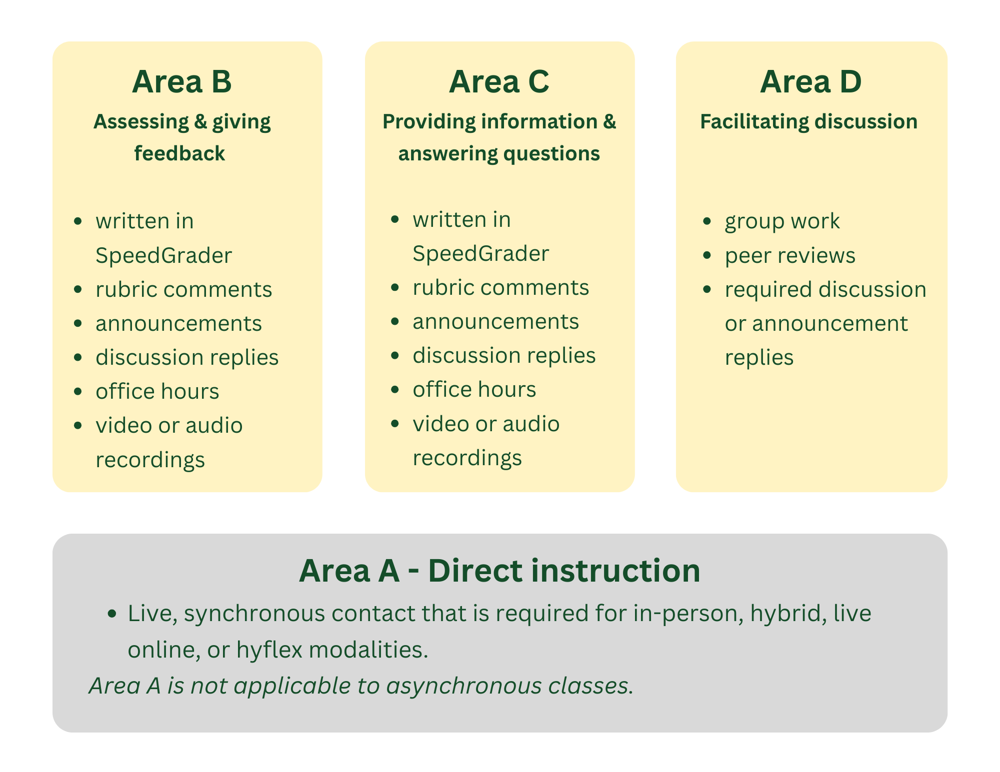 Area B
Assessing & giving
feedback
• written in
SpeedGrader
• rubric comments
• announcements
• discussion replies
• office hours
• video or audio
recordings
Area C
Providing information &
answering questions
• written in
SpeedGrader
• rubric comments
• announcements
• discussion replies
• office hours
• video or audio
recordings
Area D
Facilitating discussion
• group work
• peer reviews
• required discussion
or announcement
replies
Area A - Direct instruction
• Live, synchronous contact that is required for in-person, hybrid, live
online, or hyflex modalities.
Area A is not applicable to asynchronous classes.